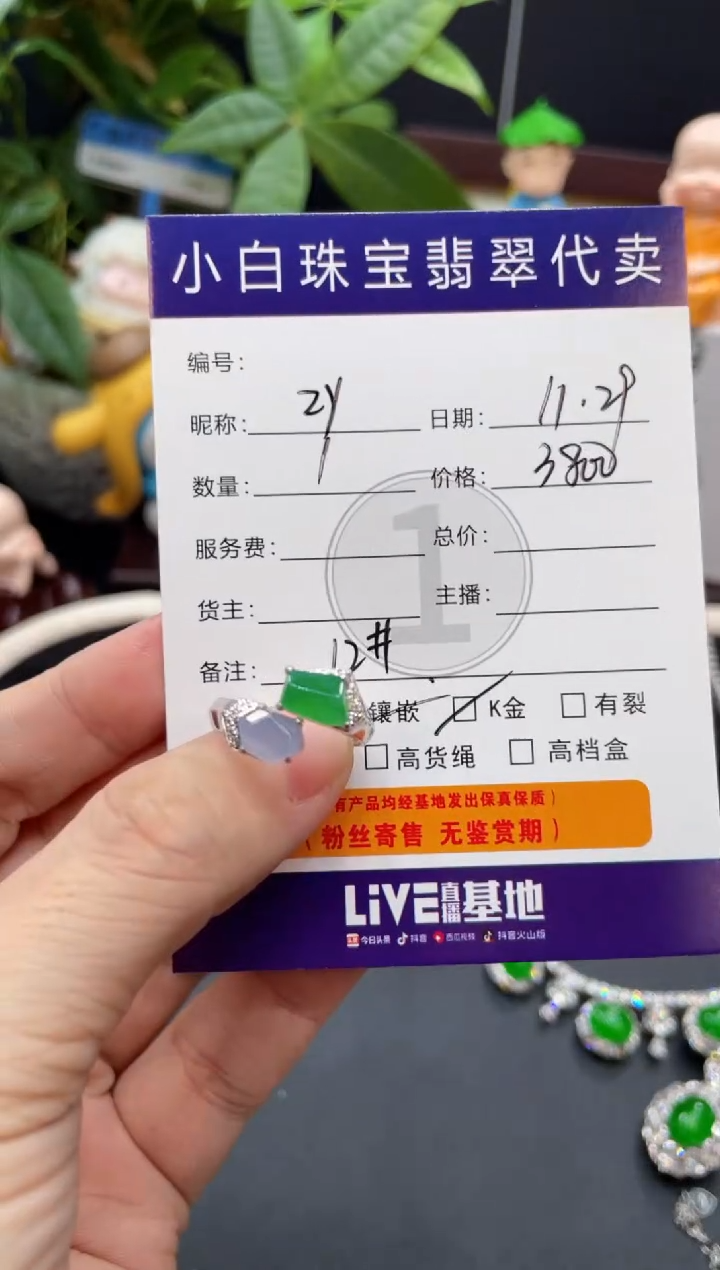 小白珠宝翡翠代卖
编号:
昵称: ZY 日期: 11.29
数量: 1 价格: 3800
服务费: 总价:
1
货主: 主播:
备注: 12#
镶嵌 K金 有裂
高货绳 高档盒
有产品均经基地发出保真保质)
(粉丝寄售 无鉴赏期)
LiVE直播基地
今日头条 抖音 西瓜视频 抖音火山版